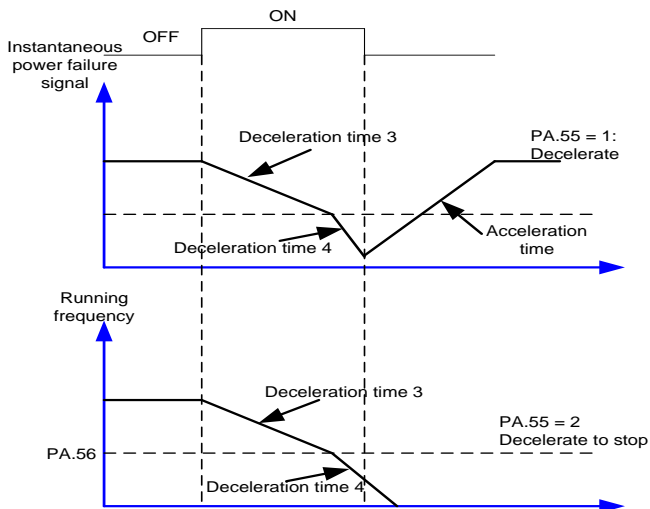 ON
OFF
Instantaneous
power failure
signal
Deceleration time 3
PA.55 = 1:
Decelerate
Deceleration time 4
Acceleration
time
Running
frequency
Deceleration time 3
PA.55 = 2
Decelerate to stop
PA.56
Deceleration time 4